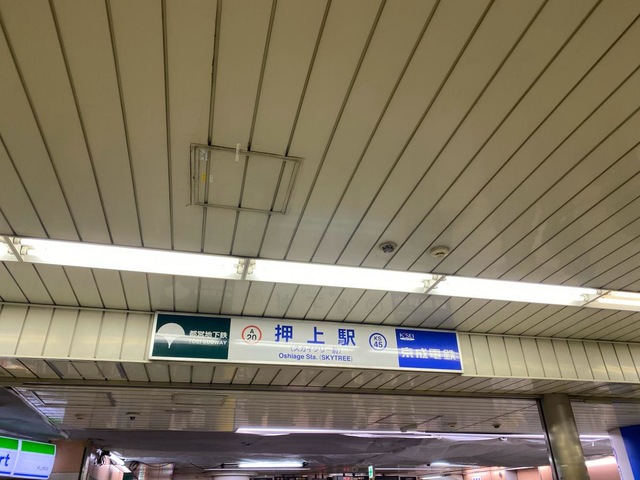 都営地下鉄
TOEI SUBWAY
A
20
押上駅
(スカイツリー前)
Oshiage Sta. (SKYTREE)
KS
45
KSEI
京成電鉄
rt